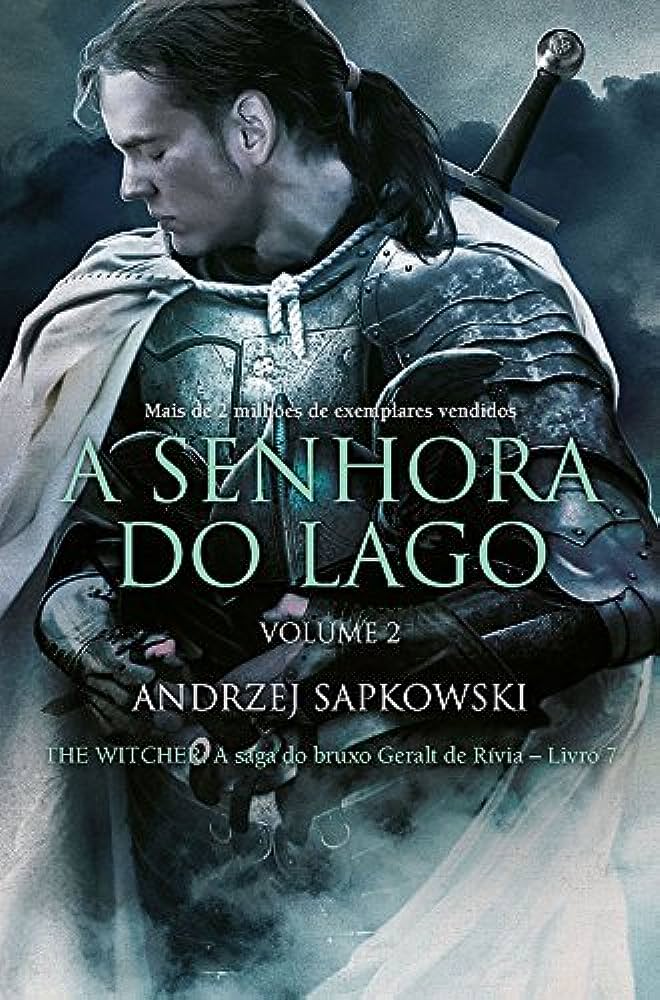 Mais de 2 milhões de exemplares vendidos
A SENHORA
DO LAGO
VOLUME 2
ANDRZEJ SAPKOWSKI
THE WITCHER: A saga do bruxo Geralt de Rívia – Livro 7